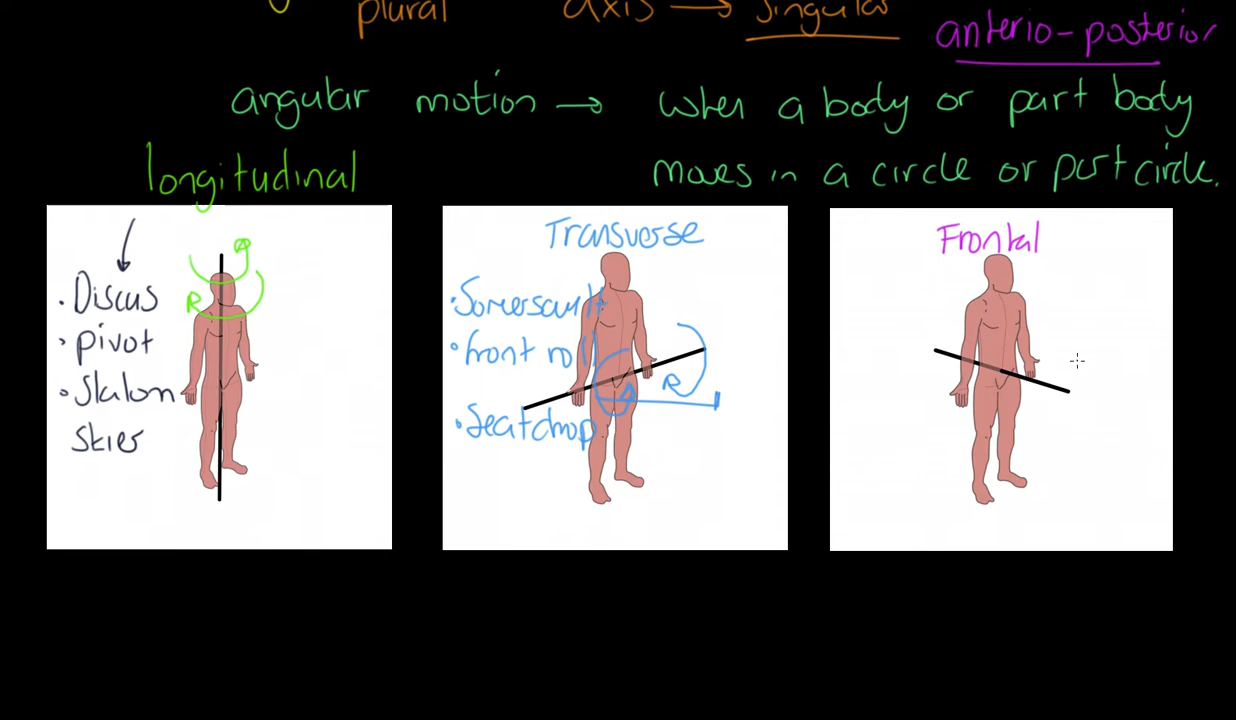 plural axis → singular
anterio-posterior
angular motion → when a body or part body
moves in a circle or part circle.
longitudinal
· Discus
· pivot
· Slalom
skier
R
Transverse
· Somersault
· front roll
· Seatdrop
R
Frontal